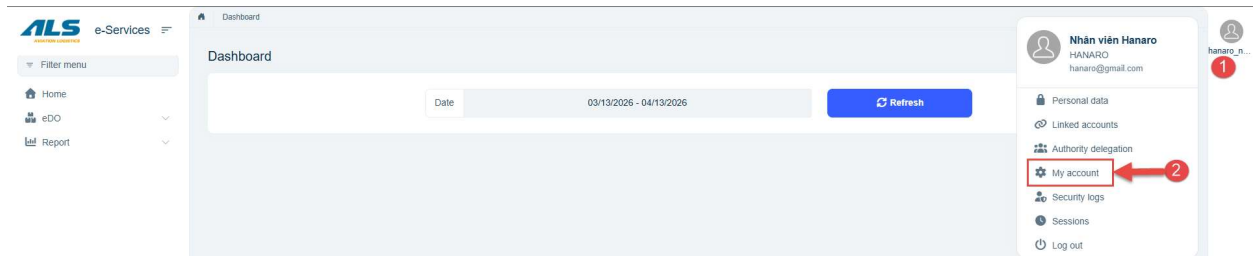 ALS
AVIATION LOGISTICS
e-Services
Filter menu
Home
eDO
Report
Dashboard
Dashboard
Date
03/13/2026 - 04/13/2026
Refresh
Nhân viên Hanaro
HANARO
hanaro@gmail.com
Personal data
Linked accounts
Authority delegation
My account
2
Security logs
Sessions
Log out
hanaro_n...
1